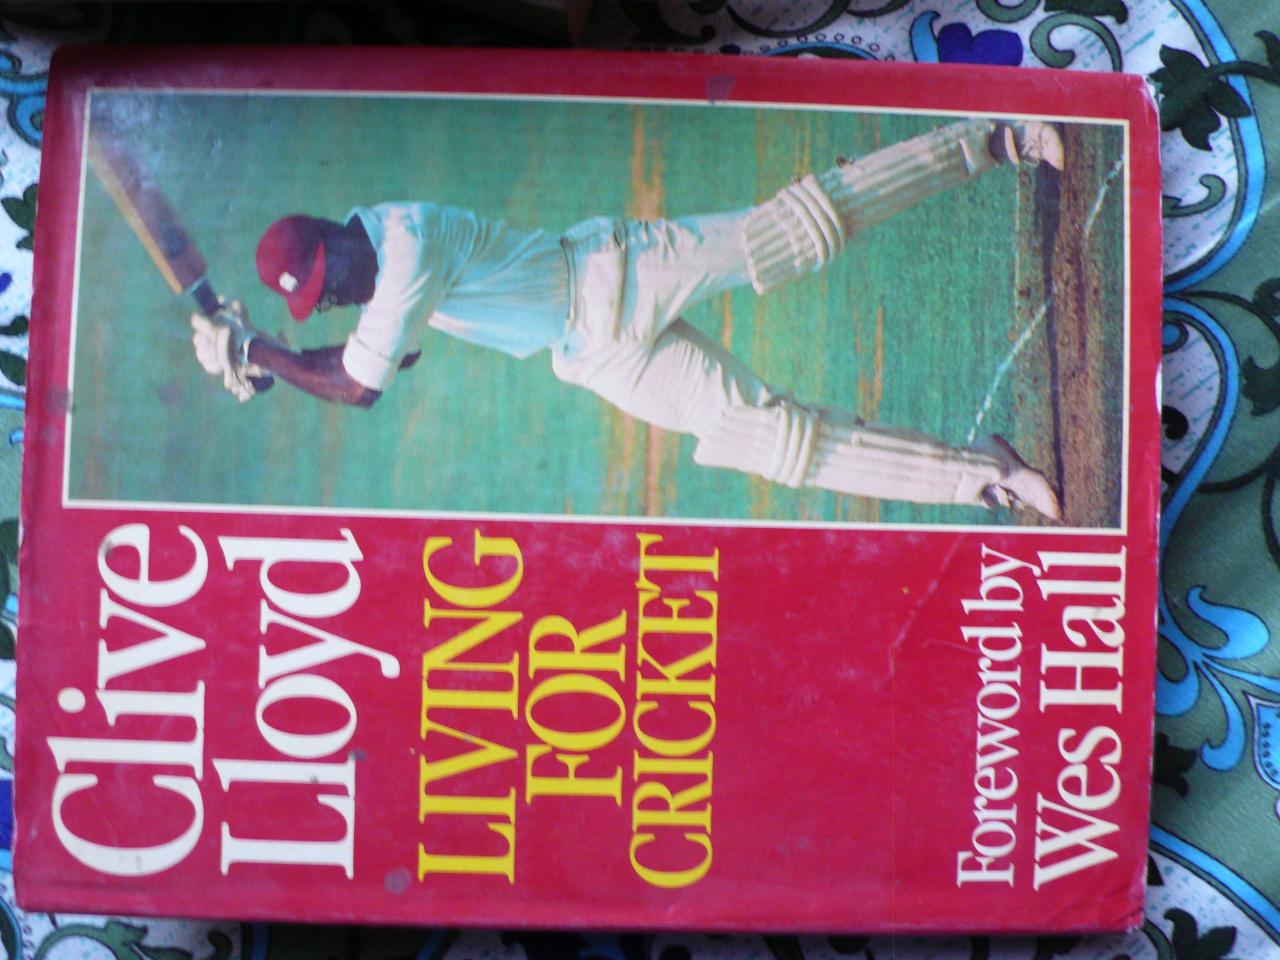 Clive
Lloyd
LIVING
FOR
CRICKET
Foreword by
Wes Hall